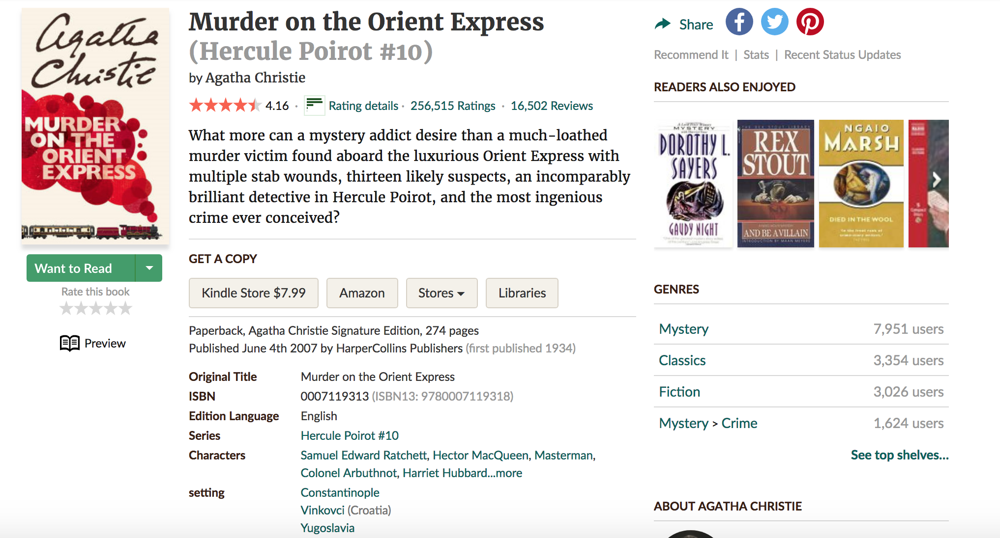 Agatha
Christie
MURDER
ON THE
ORIENT
EXPRESS
Want to Read
Rate this book
Preview
Murder on the Orient Express
(Hercule Poirot #10)
by Agatha Christie
4.16 · Rating details · 256,515 Ratings · 16,502 Reviews
What more can a mystery addict desire than a much-loathed
murder victim found aboard the luxurious Orient Express with
multiple stab wounds, thirteen likely suspects, an incomparably
brilliant detective in Hercule Poirot, and the most ingenious
crime ever conceived?
GET A COPY
Kindle Store $7.99
Amazon
Stores
Libraries
Paperback, Agatha Christie Signature Edition, 274 pages
Published June 4th 2007 by HarperCollins Publishers (first published 1934)
Original Title Murder on the Orient Express
ISBN 0007119313 (ISBN13: 9780007119318)
Edition Language English
Series Hercule Poirot #10
Characters Samuel Edward Ratchett, Hector MacQueen, Masterman,
Colonel Arbuthnot, Harriet Hubbard...more
setting Constantinople
Vinkovci (Croatia)
Yugoslavia
Share
Recommend It | Stats | Recent Status Updates
READERS ALSO ENJOYED
MYSTERY
DOROTHY L.
SAYERS
GAUDY NIGHT
THE REX STOUT LIBRARY
REX
STOUT
AND BE A VILLAIN
INTRODUCTION BY MAAN MEYERS
NGAIO
MARSH
DIED IN THE WOOL
GENRES
Mystery 7,951 users
Classics 3,354 users
Fiction 3,026 users
Mystery > Crime 1,624 users
See top shelves...
ABOUT AGATHA CHRISTIE